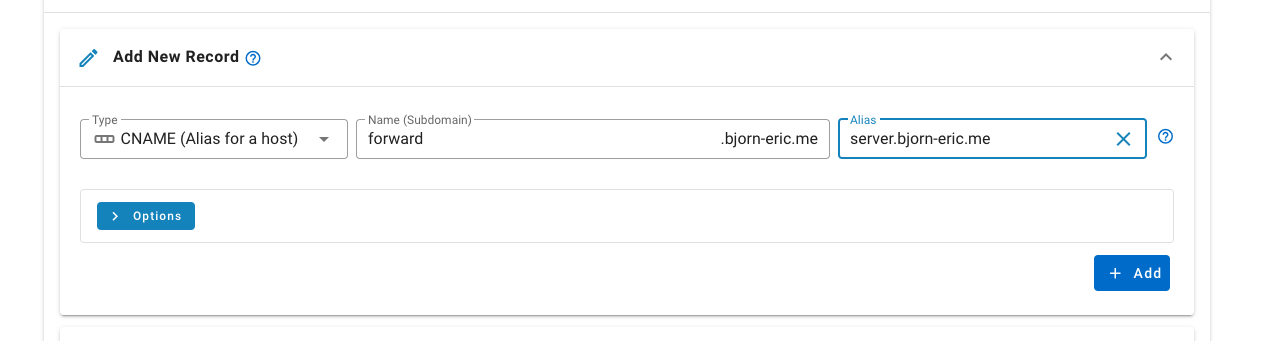 Add New Record
Type
Name (Subdomain)
Alias
CNAME (Alias for a host)
forward
.bjorn-eric.me
server.bjorn-eric.me
Options
Add